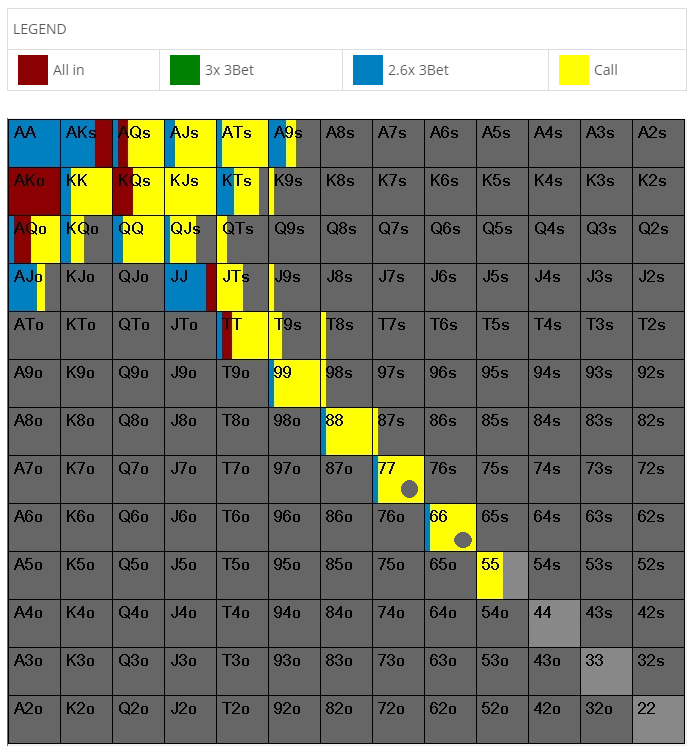 LEGEND
All in 3x 3Bet 2.6x 3Bet Call
AA AKs AQs AJs ATs A9s A8s A7s A6s A5s A4s A3s A2s
AKo KK KQs KJs KTs K9s K8s K7s K6s K5s K4s K3s K2s
AQo KQo QQ QJs QTs Q9s Q8s Q7s Q6s Q5s Q4s Q3s Q2s
AJo KJo QJo JJ JTs J9s J8s J7s J6s J5s J4s J3s J2s
ATo KTo QTo JTo TT T9s T8s T7s T6s T5s T4s T3s T2s
A9o K9o Q9o J9o T9o 99 98s 97s 96s 95s 94s 93s 92s
A8o K8o Q8o J8o T8o 98o 88 87s 86s 85s 84s 83s 82s
A7o K7o Q7o J7o T7o 97o 87o 77 76s 75s 74s 73s 72s
A6o K6o Q6o J6o T6o 96o 86o 76o 66 65s 64s 63s 62s
A5o K5o Q5o J5o T5o 95o 85o 75o 65o 55 54s 53s 52s
A4o K4o Q4o J4o T4o 94o 84o 74o 64o 54o 44 43s 42s
A3o K3o Q3o J3o T3o 93o 83o 73o 63o 53o 43o 33 32s
A2o K2o Q2o J2o T2o 92o 82o 72o 62o 52o 42o 32o 22